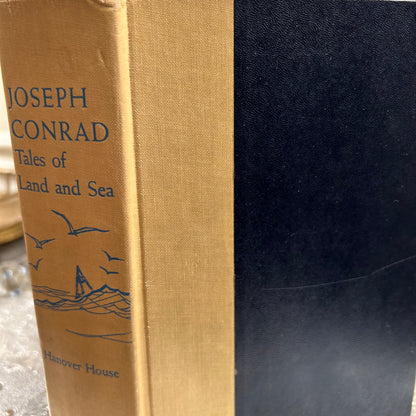 JOSEPH
CONRAD
Tales of
Land and Sea
Hanover House